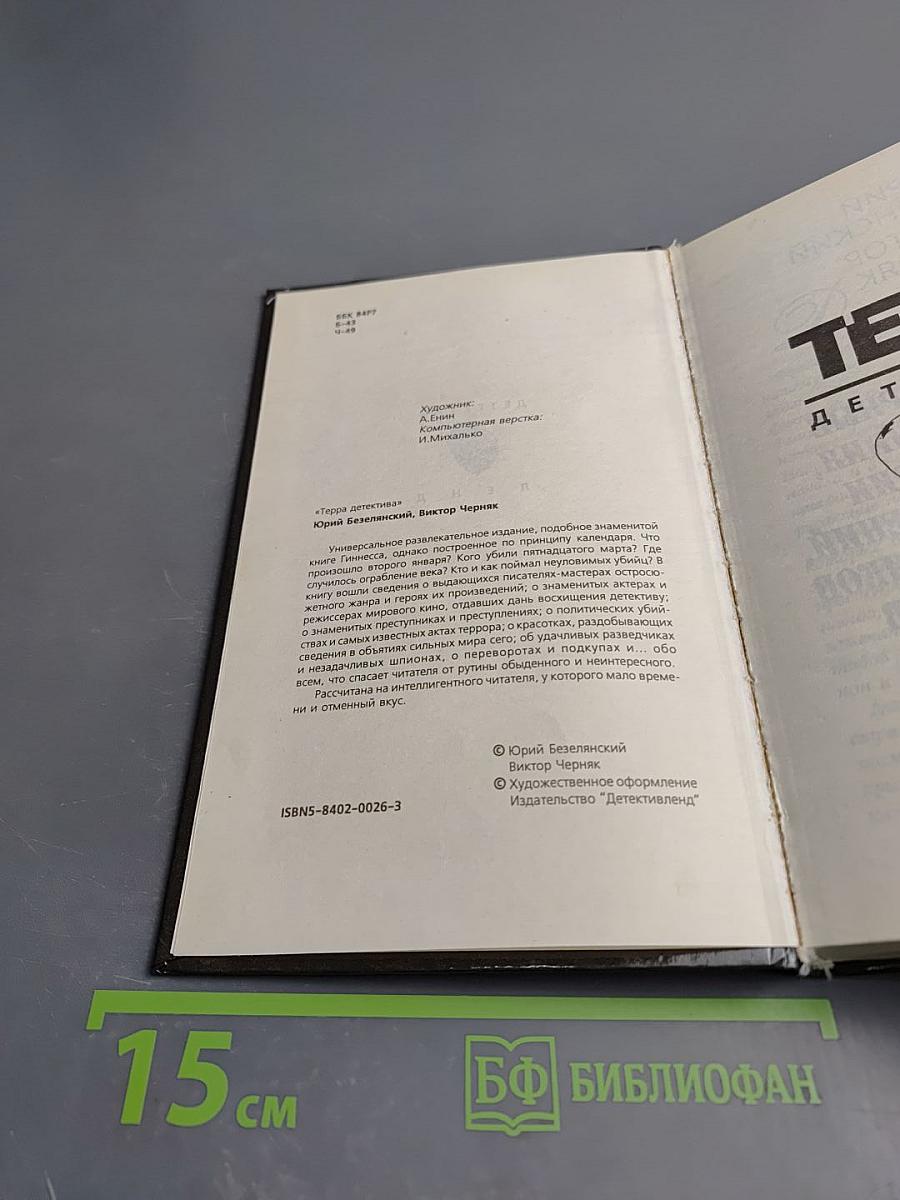 ББК 84Р7
Б-43
Ч-49
Художник:
А.Енин
Компьютерная верстка:
И.Михалько
«Терра детектива»
Юрий Безелянский, Виктор Черняк
Универсальное развлекательное издание, подобное знаменитой
книге Гиннесса, однако построенное по принципу календаря. Что
произошло второго января? Кого убили пятнадцатого марта? Где
случилось ограбление века? Кто и как поймал неуловимых убийц? В
книгу вошли сведения о выдающихся писателях-мастерах остросю-
жетного жанра и героях их произведений; о знаменитых актерах и
режиссерах мирового кино, отдавших дань восхищения детективу;
о знаменитых преступниках и преступлениях; о политических убий-
ствах и самых известных актах террора; о красотках, раздобывающих
сведения в объятиях сильных мира сего; об удачливых разведчиках
и незадачливых шпионах, о переворотах и подкупах и... обо
всем, что спасает читателя от рутины обыденного и неинтересного.
Рассчитана на интеллигентного читателя, у которого мало време-
ни и отменный вкус.
© Юрий Безелянский
Виктор Черняк
© Художественное оформление
Издательство "Детективленд"
ISBN5-8402-0026-3
ТЕ
ДЕТ
15 см
БФ БИБЛИОФАН